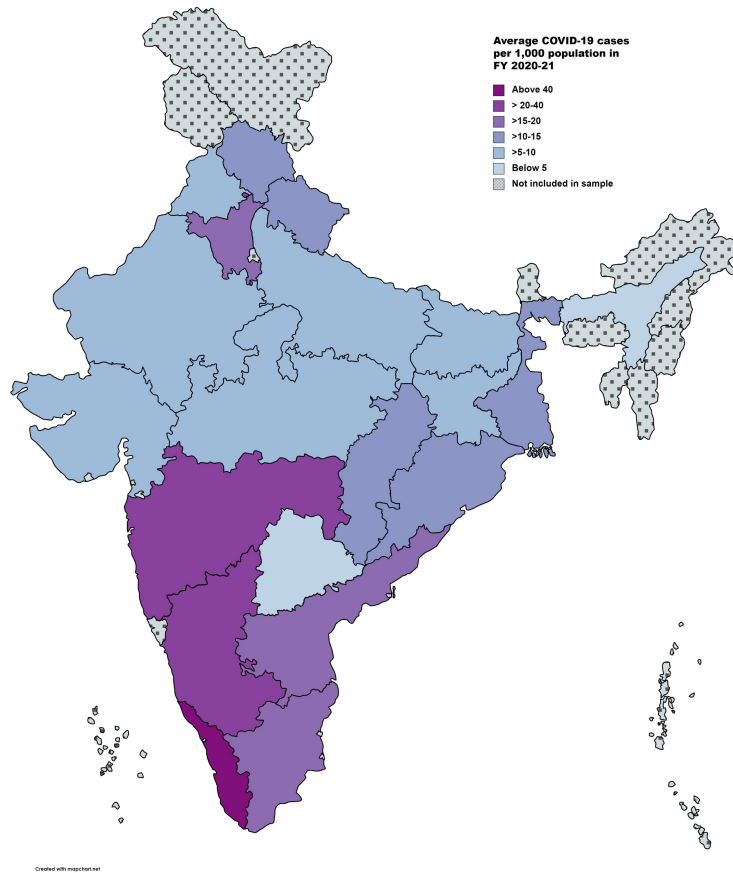 Average COVID-19 cases
per 1,000 population in
FY 2020-21
Above 40
> 20-40
>15-20
>10-15
>5-10
Below 5
Not included in sample
Created with mapchart.net